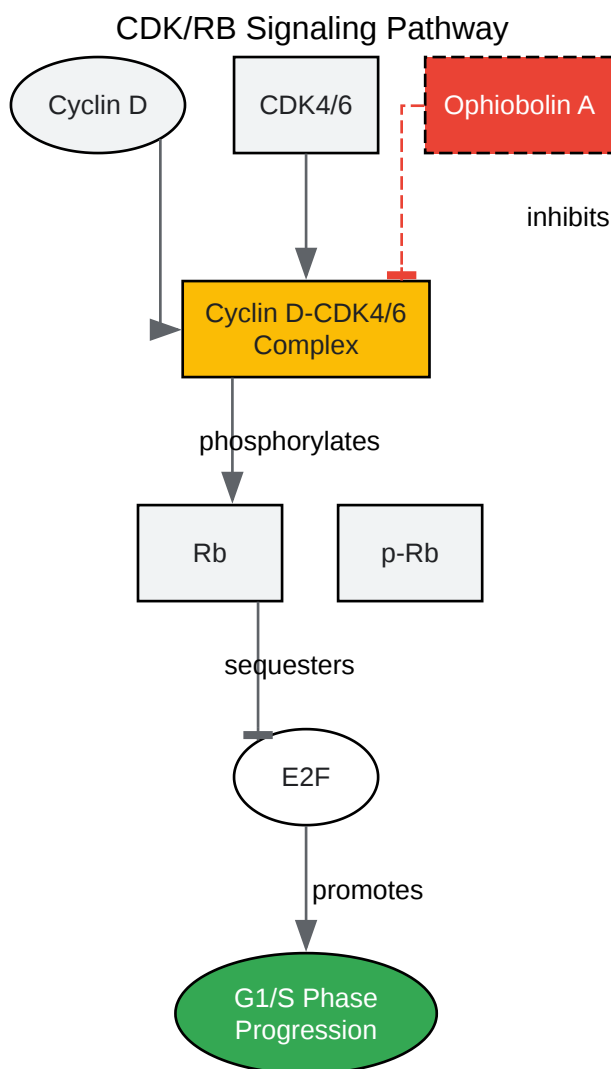 CDK/RB Signaling Pathway
Cyclin D
CDK4/6
Ophiobolin A
inhibits
Cyclin D-CDK4/6
Complex
phosphorylates
Rb
p-Rb
sequesters
E2F
promotes
G1/S Phase
Progression